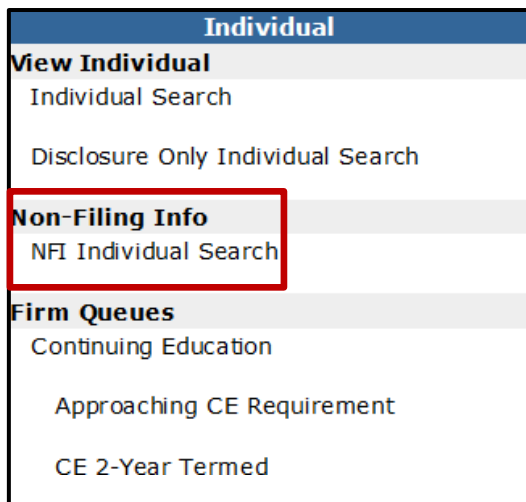 Individual
View Individual
Individual Search
Disclosure Only Individual Search
Non-Filing Info
NFI Individual Search
Firm Queues
Continuing Education
Approaching CE Requirement
CE 2-Year Termed